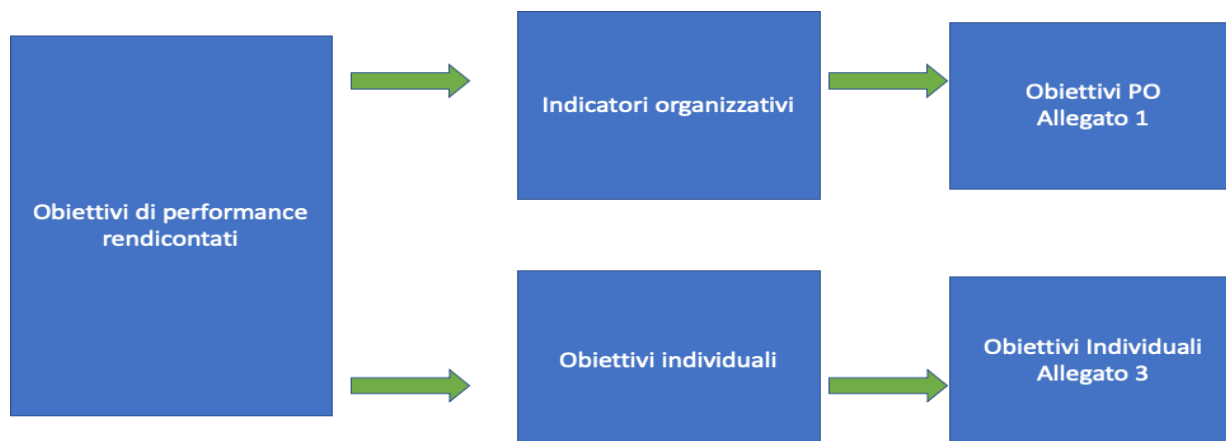 Obiettivi di performance
rendicontati
Indicatori organizzativi
Obiettivi PO
Allegato 1
Obiettivi individuali
Obiettivi Individuali
Allegato 3